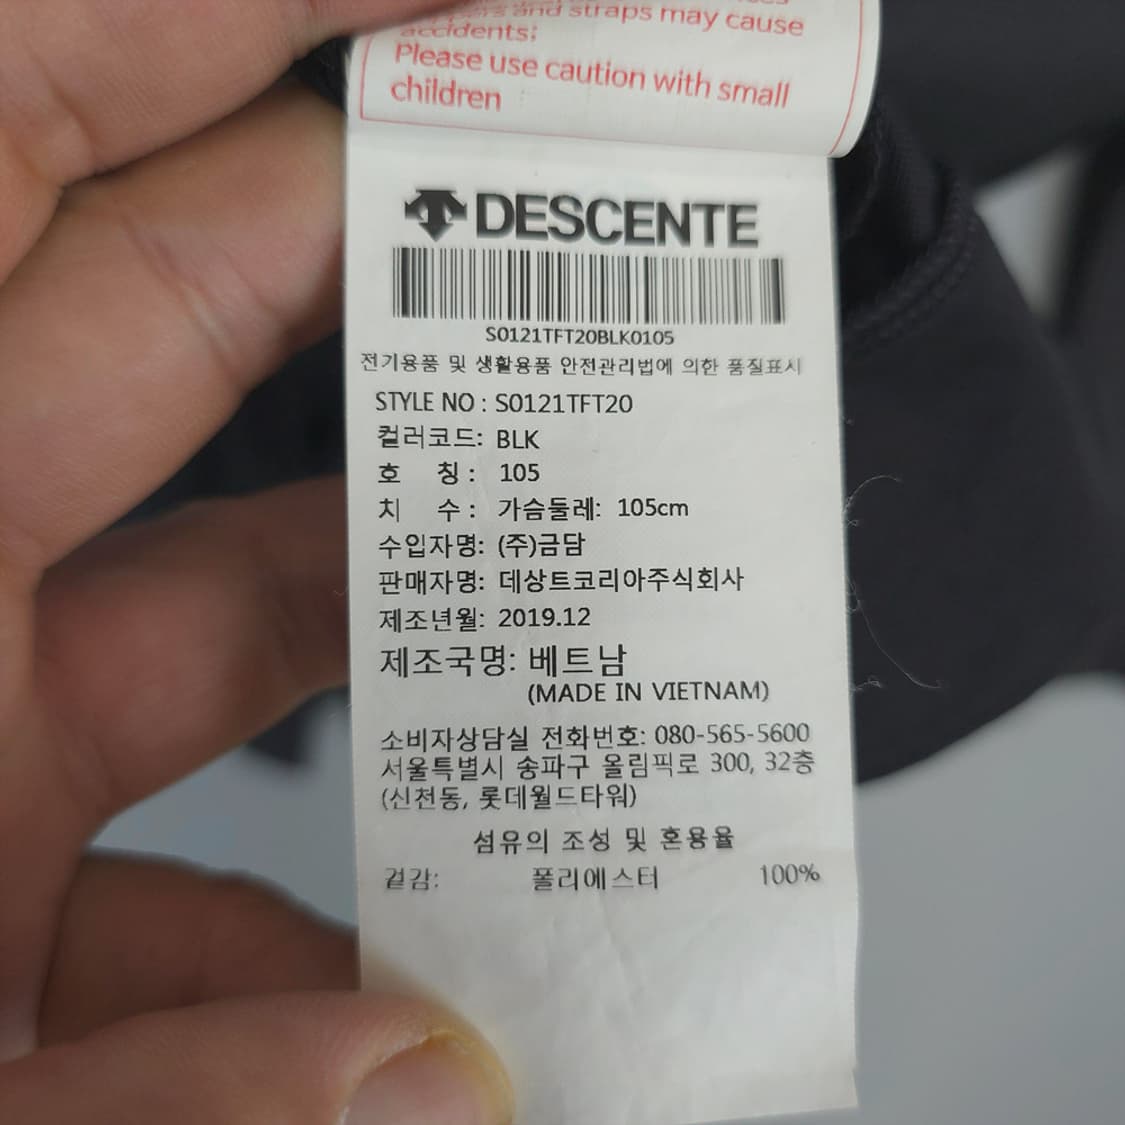 and straps may cause
accidents;
Please use caution with small
children
DESCENTE
S0121TFT20BLK0105
전기용품 및 생활용품 안전관리법에 의한 품질표시
STYLE NO : S0121TFT20
컬러코드: BLK
호 칭 : 105
치 수 : 가슴둘레: 105cm
수입자명: (주)금담
판매자명: 데상트코리아주식회사
제조년월: 2019.12
제조국명: 베트남
(MADE IN VIETNAM)
소비자상담실 전화번호: 080-565-5600
서울특별시 송파구 올림픽로 300, 32층
(신천동, 롯데월드타워)
섬유의 조성 및 혼용율
겉감: 폴리에스터 100%